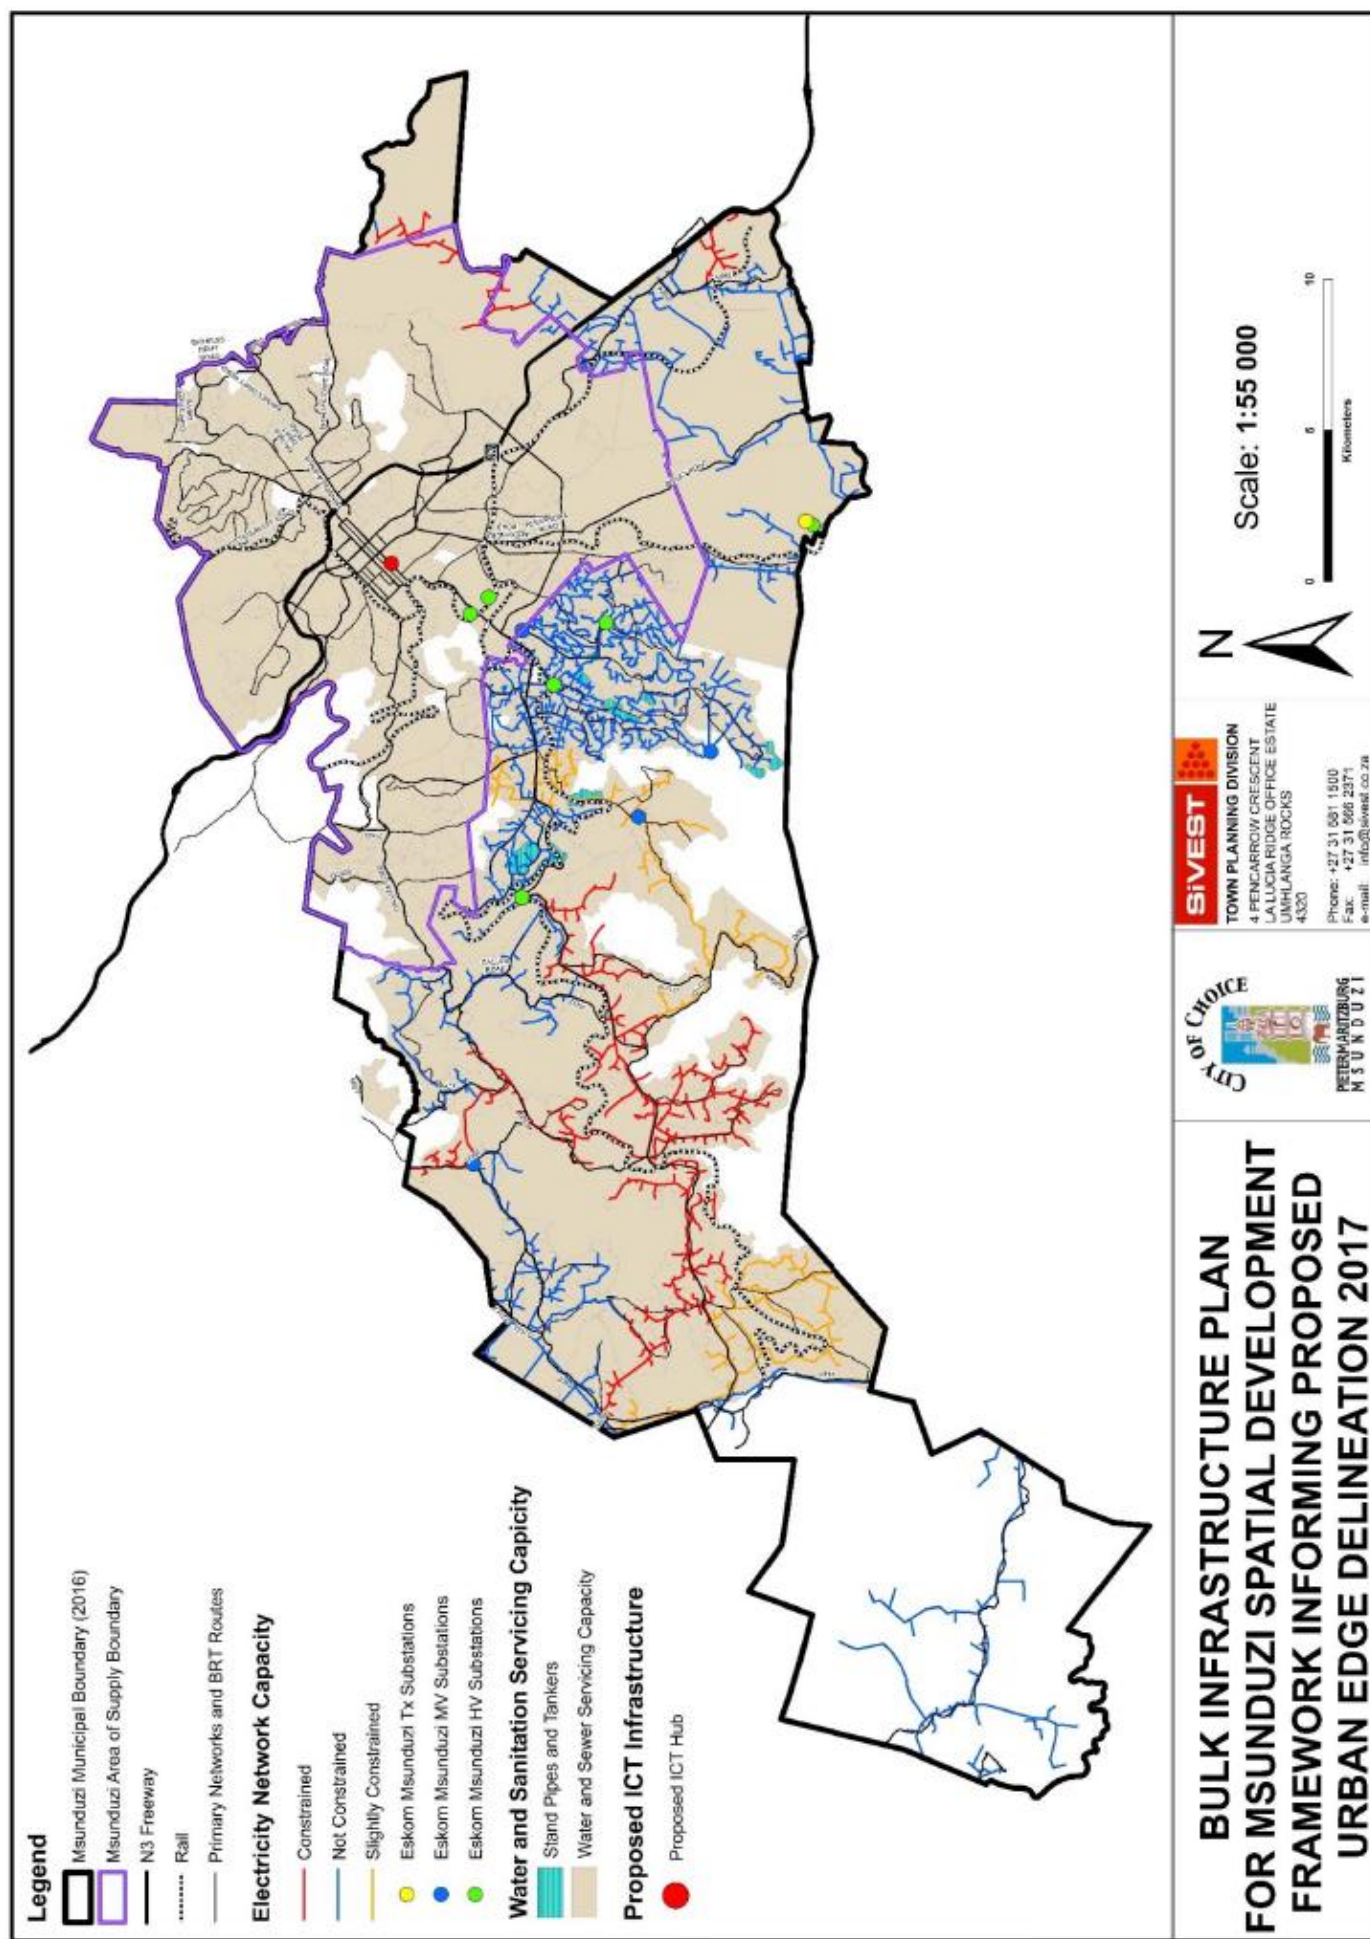 Legend
Msunduzi Municipal Boundary (2016)
Msunduzi Area of Supply Boundary
N3 Freeway
Rail
Primary Networks and BRT Routes
Electricity Network Capacity
Constrained
Not Constrained
Slightly Constrained
Eskom Msunduzi Tx Substations
Eskom Msunduzi MV Substations
Eskom Msunduzi HV Substations
Water and Sanitation Servicing Capicity
Stand Pipes and Tankers
Water and Sewer Servicing Capacity
Proposed ICT Infrastructure
Proposed ICT Hub
BULK INFRASTRUCTURE PLAN
FOR MSUNDUZI SPATIAL DEVELOPMENT
FRAMEWORK INFORMING PROPOSED
URBAN EDGE DELINEATION 2017
CITY OF CHOICE
PIETERMARITZBURG
MSUNDUZI
SiVEST
TOWN PLANNING DIVISION
4 PENCARROW CRESCENT
LA LUCIA RIDGE OFFICE ESTATE
UMHLANGA ROCKS
4320
Phone: +27 31 581 1500
Fax: +27 31 566 2371
e-mail: info@sivest.co.za
N
Scale: 1:55 000
0 5 10
Kilometers